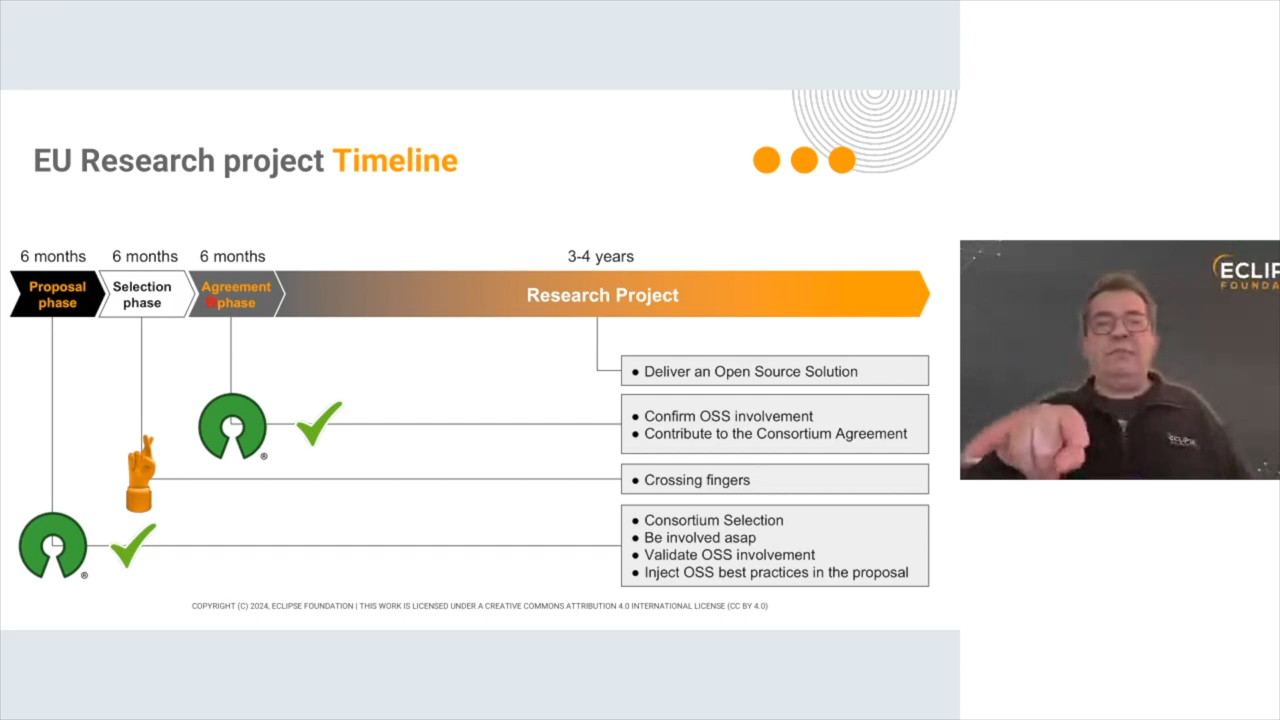 EU Research project Timeline
6 months
6 months
6 months
3-4 years
Proposal
phase
Selection
phase
Agreement
phase
Research Project
● Deliver an Open Source Solution
● Confirm OSS involvement
● Contribute to the Consortium Agreement
● Crossing fingers
● Consortium Selection
● Be involved asap
● Validate OSS involvement
● Inject OSS best practices in the proposal
®
®
COPYRIGHT (C) 2024, ECLIPSE FOUNDATION | THIS WORK IS LICENSED UNDER A CREATIVE COMMONS ATTRIBUTION 4.0 INTERNATIONAL LICENSE (CC BY 4.0)
ECLIP
FOUNDA
ECLIPSE